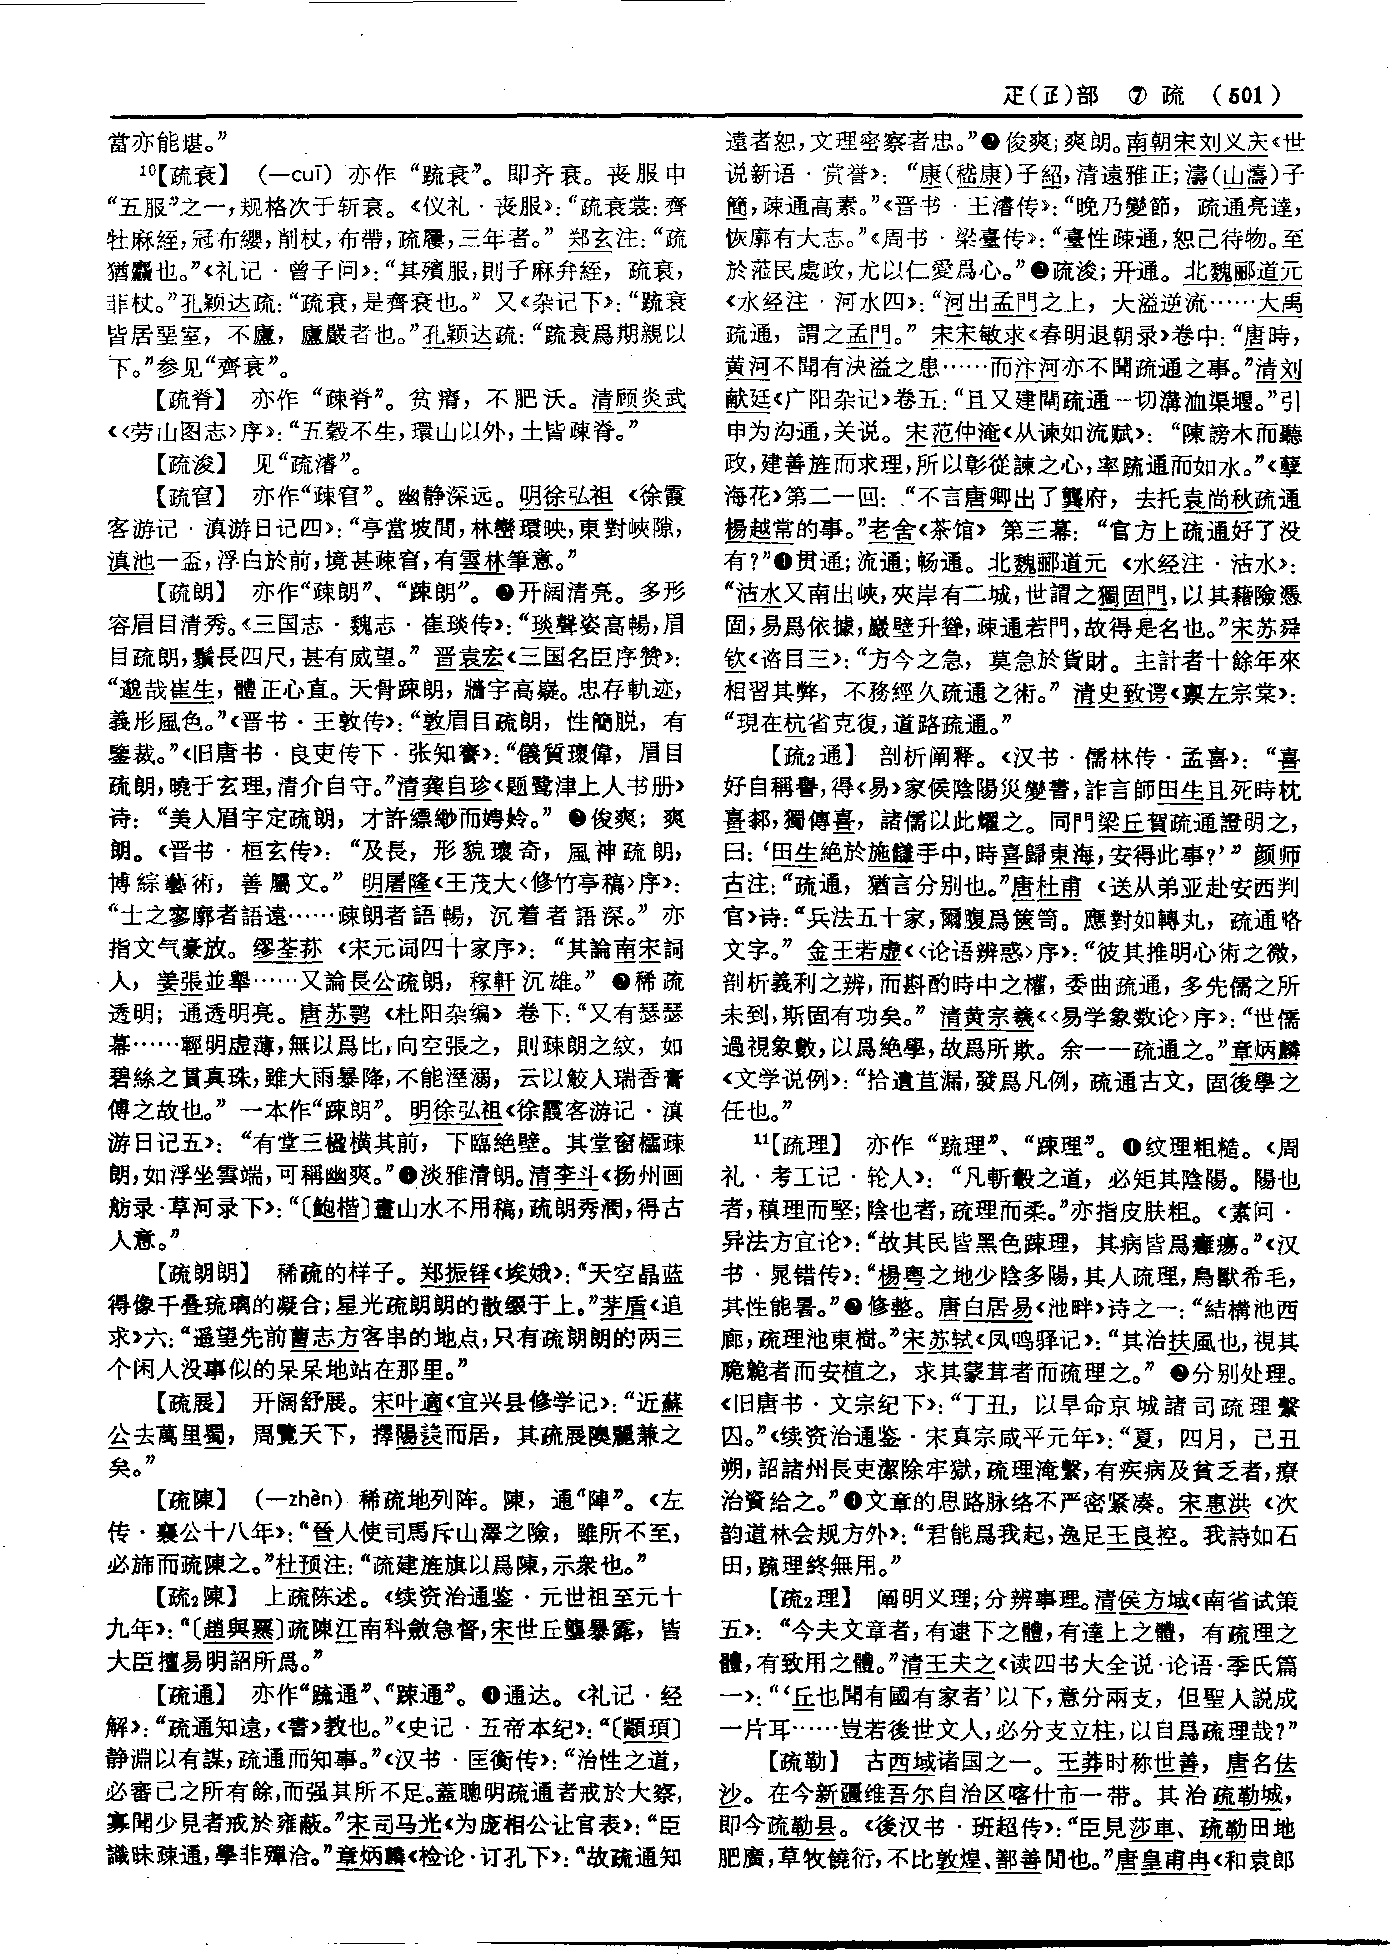 疋(𤴔)部 ⑦ 疏 (501)
當亦能堪。”
¹⁰【疏衰】 (—cuī) 亦作“䟽衰”。即齐衰。丧服中
“五服”之一,规格次于斩衰。《仪礼·丧服》:“疏衰裳:齊
牡麻絰,冠布纓,削杖,布帶,疏屨,三年者。” 郑玄注:“疏
猶麤也。”《礼记·曾子问》:“其殯服,則子麻弁絰,疏衰,
菲杖。”孔颖达疏:“疏衰,是齊衰也。” 又《杂记下》:“䟽衰
皆居堊室,不廬,廬嚴者也。”孔颖达疏:“疏衰爲期親以
下。”参见“齊衰”。
【疏脊】 亦作“疎脊”。贫瘠,不肥沃。清顾炎武
《〈劳山图志〉序》:“五穀不生,環山以外,土皆疎脊。”
【疏浚】 见“疏濬”。
【疏窅】 亦作“疎窅”。幽静深远。明徐弘祖《徐霞
客游记·滇游日记四》:“亭當坡間,林巒環映,東對峽隙,
滇池一盃,浮白於前,境甚疎窅,有雲林筆意。”
【疏朗】 亦作“疎朗”、“踈朗”。❶开阔清亮。多形
容眉目清秀。《三国志·魏志·崔琰传》:“琰聲姿高暢,眉
目疏朗,鬚長四尺,甚有威望。” 晋袁宏《三国名臣序赞》:
“邈哉崔生,體正心直。天骨踈朗,牆宇高嶷。忠存軌迹,
義形風色。”《晋书·王敦传》:“敦眉目疏朗,性簡脱,有
鑒裁。”《旧唐书·良吏传下·张知謇》:“儀質瓌偉,眉目
疏朗,曉于玄理,清介自守。”清龚自珍《题鹭津上人书册》
诗:“美人眉宇定疏朗,才許縹緲而娉婷。” ❷俊爽;爽
朗。《晋书·桓玄传》:“及長,形貌瓌奇,風神疏朗,
博綜藝術,善屬文。” 明屠隆《王茂大〈修竹亭稿〉序》:
“士之寥廓者語遠……疎朗者語暢,沉着者語深。” 亦
指文气豪放。缪荃荪《宋元词四十家序》:“其論南宋詞
人,姜張並舉……又論長公疏朗,稼軒沉雄。” ❸稀疏
透明;通透明亮。唐苏鹗《杜阳杂编》卷下:“又有瑟瑟
幕……輕明虚薄,無以爲比,向空張之,則疎朗之紋,如
碧絲之貫真珠,雖大雨暴降,不能溼溺,云以鮫人瑞香膏
傅之故也。” 一本作“踈朗”。明徐弘祖《徐霞客游记·滇
游日记五》:“有堂三楹横其前,下臨絶壁。其堂窗櫺疎
朗,如浮坐雲端,可稱幽爽。”❹淡雅清朗。清李斗《扬州画
舫录·草河录下》:“〔鮑楷〕畫山水不用稿,疏朗秀潤,得古
人意。”
【疏朗朗】 稀疏的样子。郑振铎《埃娥》:“天空晶蓝
得像千叠琉璃的凝合;星光疏朗朗的散缀于上。”茅盾《追
求》六:“遥望先前曹志方客串的地点,只有疏朗朗的两三
个闲人没事似的呆呆地站在那里。”
【疏展】 开阔舒展。宋叶適《宜兴县修学记》:“近蘇
公去萬里蜀,周覽天下,擇陽羨而居,其疏展隩麗兼之
矣。”
【疏陳】 (—zhèn) 稀疏地列阵。陳,通“陣”。《左
传·襄公十八年》:“晉人使司馬斥山澤之險,雖所不至,
必旆而疏陳之。”杜预注:“疏建旌旗以爲陳,示衆也。”
【疏₂陳】 上疏陈述。《续资治通鉴·元世祖至元十
九年》:“〔趙與𤎇〕疏陳江南科斂急督,宋世丘壟暴露,皆
大臣擅易明詔所爲。”
【疏通】 亦作“䟽通”、“踈通”。❶通达。《礼记·经
解》:“疏通知遠,《書》教也。”《史记·五帝本纪》:“〔顓頊〕
静淵以有謀,疏通而知事。”《汉书·匡衡传》:“治性之道,
必審己之所有餘,而强其所不足。蓋聰明疏通者戒於大察,
寡聞少見者戒於雍蔽。”宋司马光《为庞相公让官表》:“臣
識昧疎通,學非殫洽。”章炳麟《检论·订孔下》:“故疏通知
遠者恕,文理密察者忠。”❷俊爽;爽朗。南朝宋刘义庆《世
说新语·赏誉》:“康(嵇康)子紹,清遠雅正;濤(山濤)子
簡,疎通高素。”《晋书·王濬传》:“晚乃變節,疏通亮達,
恢廓有大志。”《周书·梁臺传》:“臺性疎通,恕己待物。至
於蒞民處政,尤以仁愛爲心。”❸疏浚;开通。北魏郦道元
《水经注·河水四》:“河出孟門之上,大溢逆流……大禹
疏通,謂之孟門。” 宋宋敏求《春明退朝录》卷中:“唐時,
黄河不聞有決溢之患……而汴河亦不聞疏通之事。”清刘
献廷《广阳杂记》卷五:“且又建閘疏通一切溝洫渠堰。”引
申为沟通,关说。宋范仲淹《从谏如流赋》:“陳謗木而聽
政,建善旌而求理,所以彰從諫之心,率䟽通而如水。”《孽
海花》第二一回:“不言唐卿出了龔府,去托袁尚秋疏通
楊越常的事。”老舍《茶馆》第三幕:“官方上疏通好了没
有?”❹贯通;流通;畅通。北魏郦道元《水经注·沽水》:
“沽水又南出峽,夾岸有二城,世謂之獨固門,以其藉險憑
固,易爲依據,巖壁升聳,疎通若門,故得是名也。”宋苏舜
钦《谘目三》:“方今之急,莫急於貨財。主計者十餘年來
相習其弊,不務經久疏通之術。” 清史致谔《禀左宗棠》:
“現在杭省克復,道路疏通。”
【疏₂通】 剖析阐释。《汉书·儒林传·孟喜》:“喜
好自稱譽,得《易》家侯陰陽災變書,詐言師田生且死時枕
喜厀,獨傳喜,諸儒以此耀之。同門梁丘賀疏通證明之,
曰:‘田生絶於施讎手中,時喜歸東海,安得此事?’” 颜师
古注:“疏通,猶言分别也。”唐杜甫《送从弟亚赴安西判
官》诗:“兵法五十家,爾腹爲篋笥。應對如轉丸,疏通略
文字。” 金王若虚《〈论语辨惑〉序》:“彼其推明心術之微,
剖析義利之辨,而斟酌時中之權,委曲疏通,多先儒之所
未到,斯固有功矣。” 清黄宗羲《〈易学象数论〉序》:“世儒
過視象數,以爲絶學,故爲所欺。余一一疏通之。”章炳麟
《文学说例》:“拾遺苴漏,發爲凡例,疏通古文,固後學之
任也。”
¹¹【疏理】 亦作“䟽理”、“踈理”。❶纹理粗糙。《周
礼·考工记·轮人》:“凡斬轂之道,必矩其陰陽。陽也
者,稹理而堅;陰也者,疏理而柔。”亦指皮肤粗。《素问·
异法方宜论》:“故其民皆黑色踈理,其病皆爲癰瘍。”《汉
书·晁错传》:“楊粤之地少陰多陽,其人疏理,鳥獸希毛,
其性能暑。”❷修整。唐白居易《池畔》诗之一:“結構池西
廊,疏理池東樹。”宋苏轼《凤鸣驿记》:“其治扶風也,視其
卼臲者而安植之,求其蒙茸者而疏理之。” ❸分别处理。
《旧唐书·文宗纪下》:“丁丑,以旱命京城諸司疏理繫
囚。”《续资治通鉴·宋真宗咸平元年》:“夏,四月,己丑
朔,詔諸州長吏潔除牢獄,疏理淹繫,有疾病及貧乏者,療
治資給之。”❹文章的思路脉络不严密紧凑。宋惠洪《次
韵道林会规方外》:“君能爲我起,逸足王良控。我詩如石
田,䟽理終無用。”
【疏₂理】 阐明义理;分辨事理。清侯方域《南省试策
五》:“今夫文章者,有逮下之體,有達上之體,有疏理之
體,有致用之體。”清王夫之《读四书大全说·论语·季氏篇
一》:“‘丘也聞有國有家者’以下,意分兩支,但聖人説成
一片耳……豈若後世文人,必分支立柱,以自爲疏理哉?”
【疏勒】 古西域诸国之一。王莽时称世善,唐名佉
沙。在今新疆维吾尔自治区喀什市一带。其治疏勒城,
即今疏勒县。《後汉书·班超传》:“臣見莎車、疏勒田地
肥廣,草牧饒衍,不比敦煌、鄯善間也。”唐皇甫冉《和袁郎